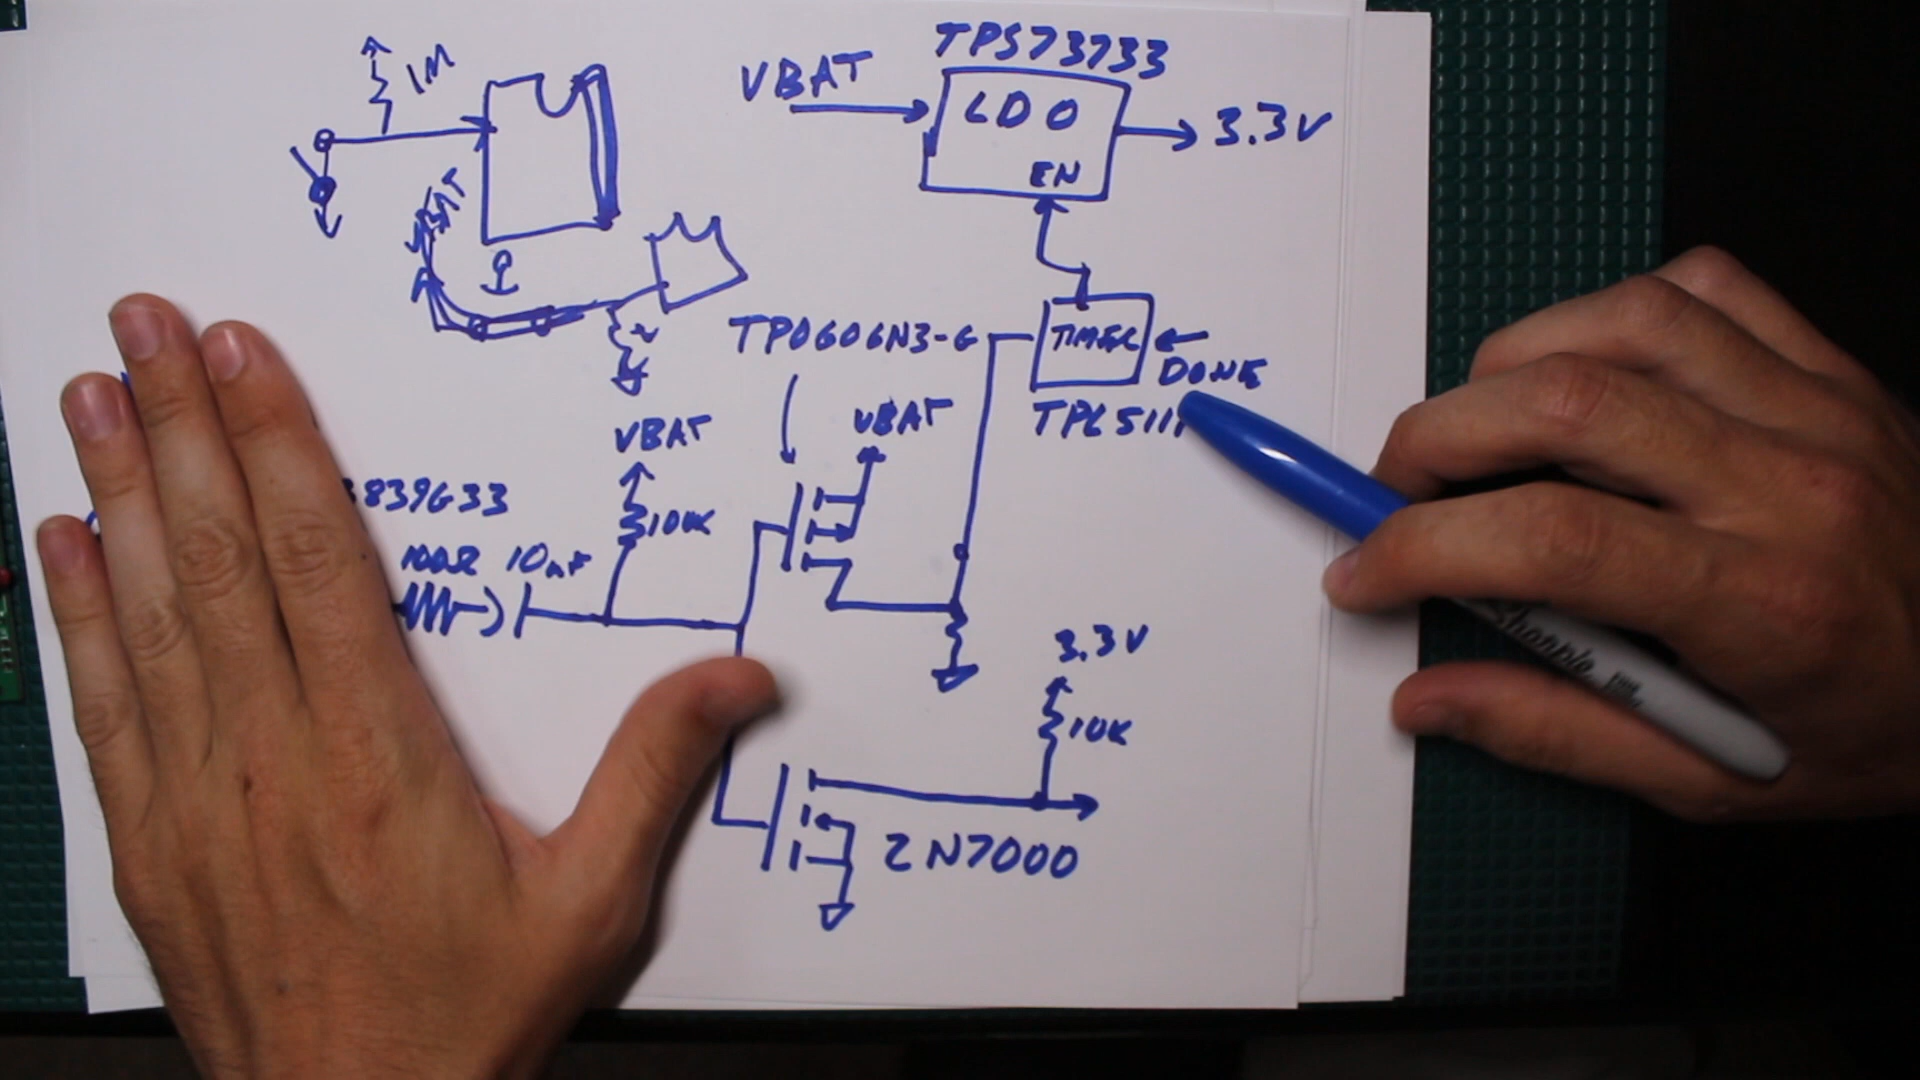 1M
VBAT
TPS73733
VBAT
LDO
EN
3.3V
TP0606N3-G
TIMER
DONE
TPL511
VBAT
VBAT
839G33
100Ω
10nF
10K
3.3V
10K
2N7000
Sharpie